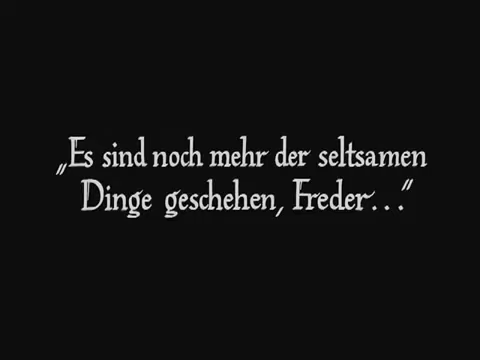 „Es sind noch mehr der seltsamen
Dinge geschehen, Freder..."